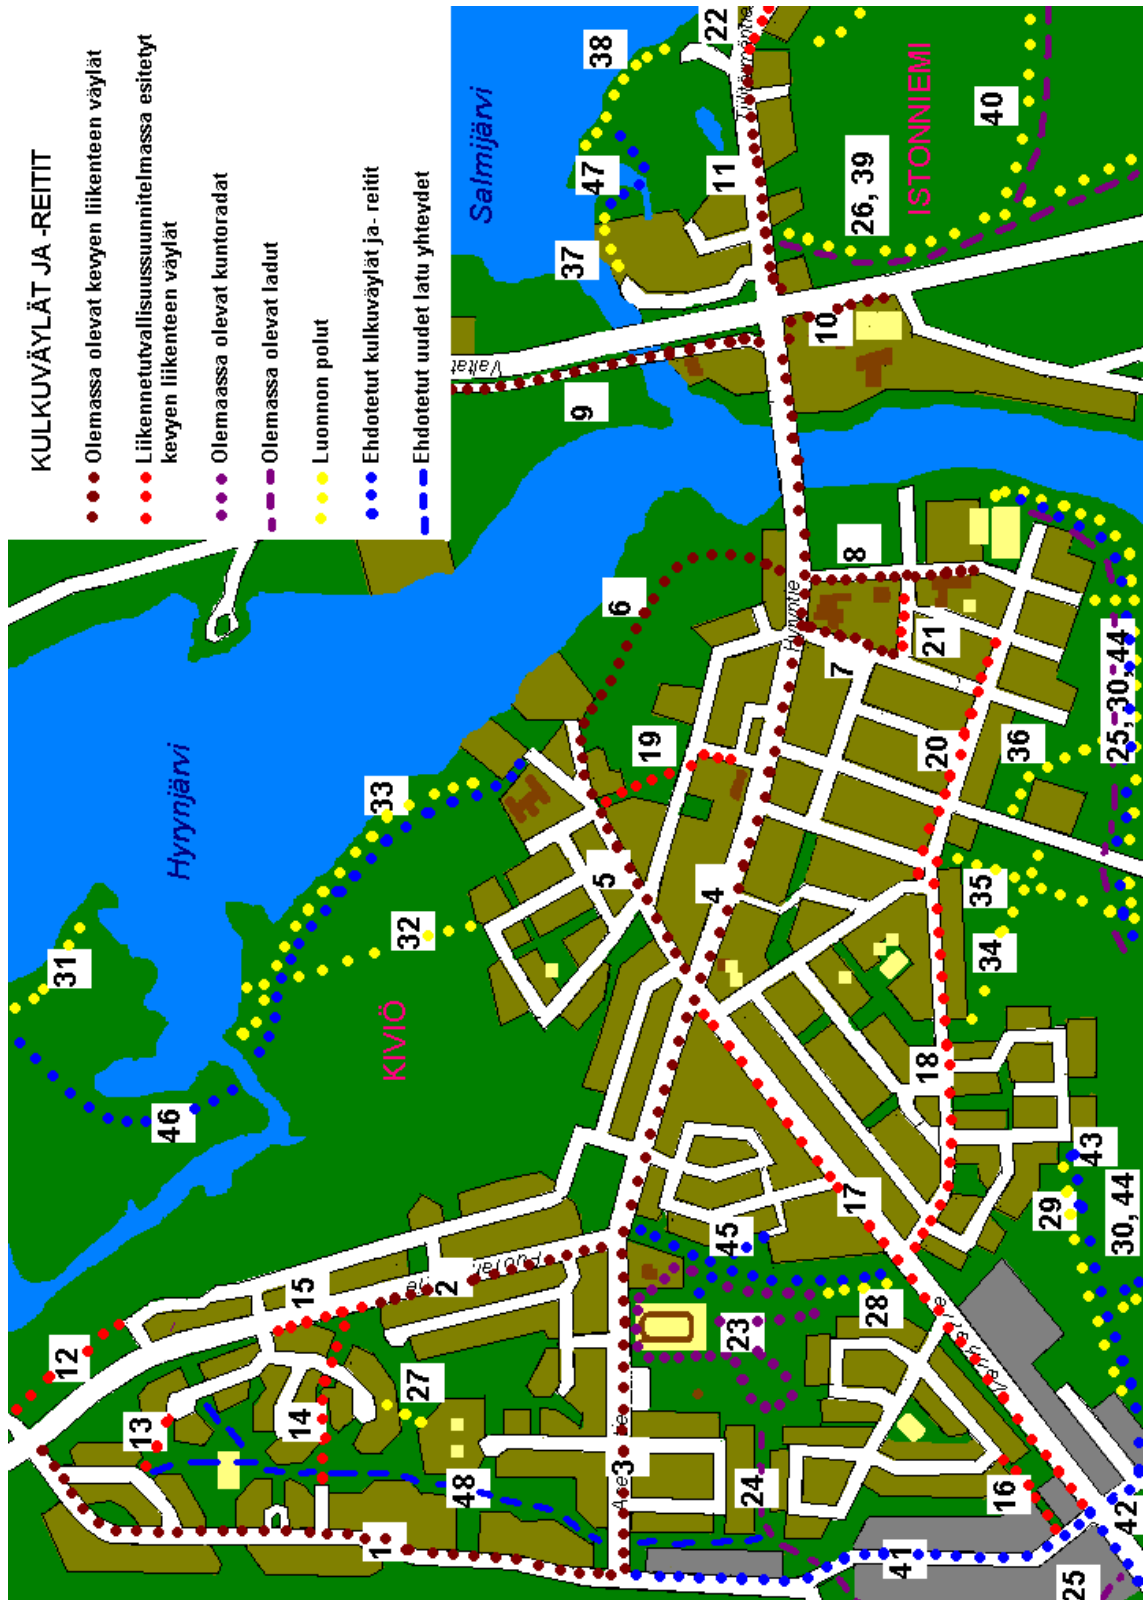 KULKUVÄYLÄT JA -REITIT
Olemassa olevat kevyen liikenteen väylät
Liikennetutvallisuussuunnitelmassa esitetyt
kevyen liikenteen väylät
Olemaassa olevat kuntoradat
Olemassa olevat ladut
Luonnon polut
Ehdotetut kulkuväylät ja- reitit
Ehdotetut uudet latu yhteydet
Salmijärvi
Hyrynjärvi
KIVIÖ
ISTONNIEMI
Valtat
Hyryntie
31
46
33
32
12
13
15
14
2
27
48
1
3
24
23
45
28
17
16
41
42
25
4
5
6
19
7
8
21
20
36
35
34
18
29
43
30, 44
25, 30, 44
9
10
11
22
37
47
38
26, 39
40